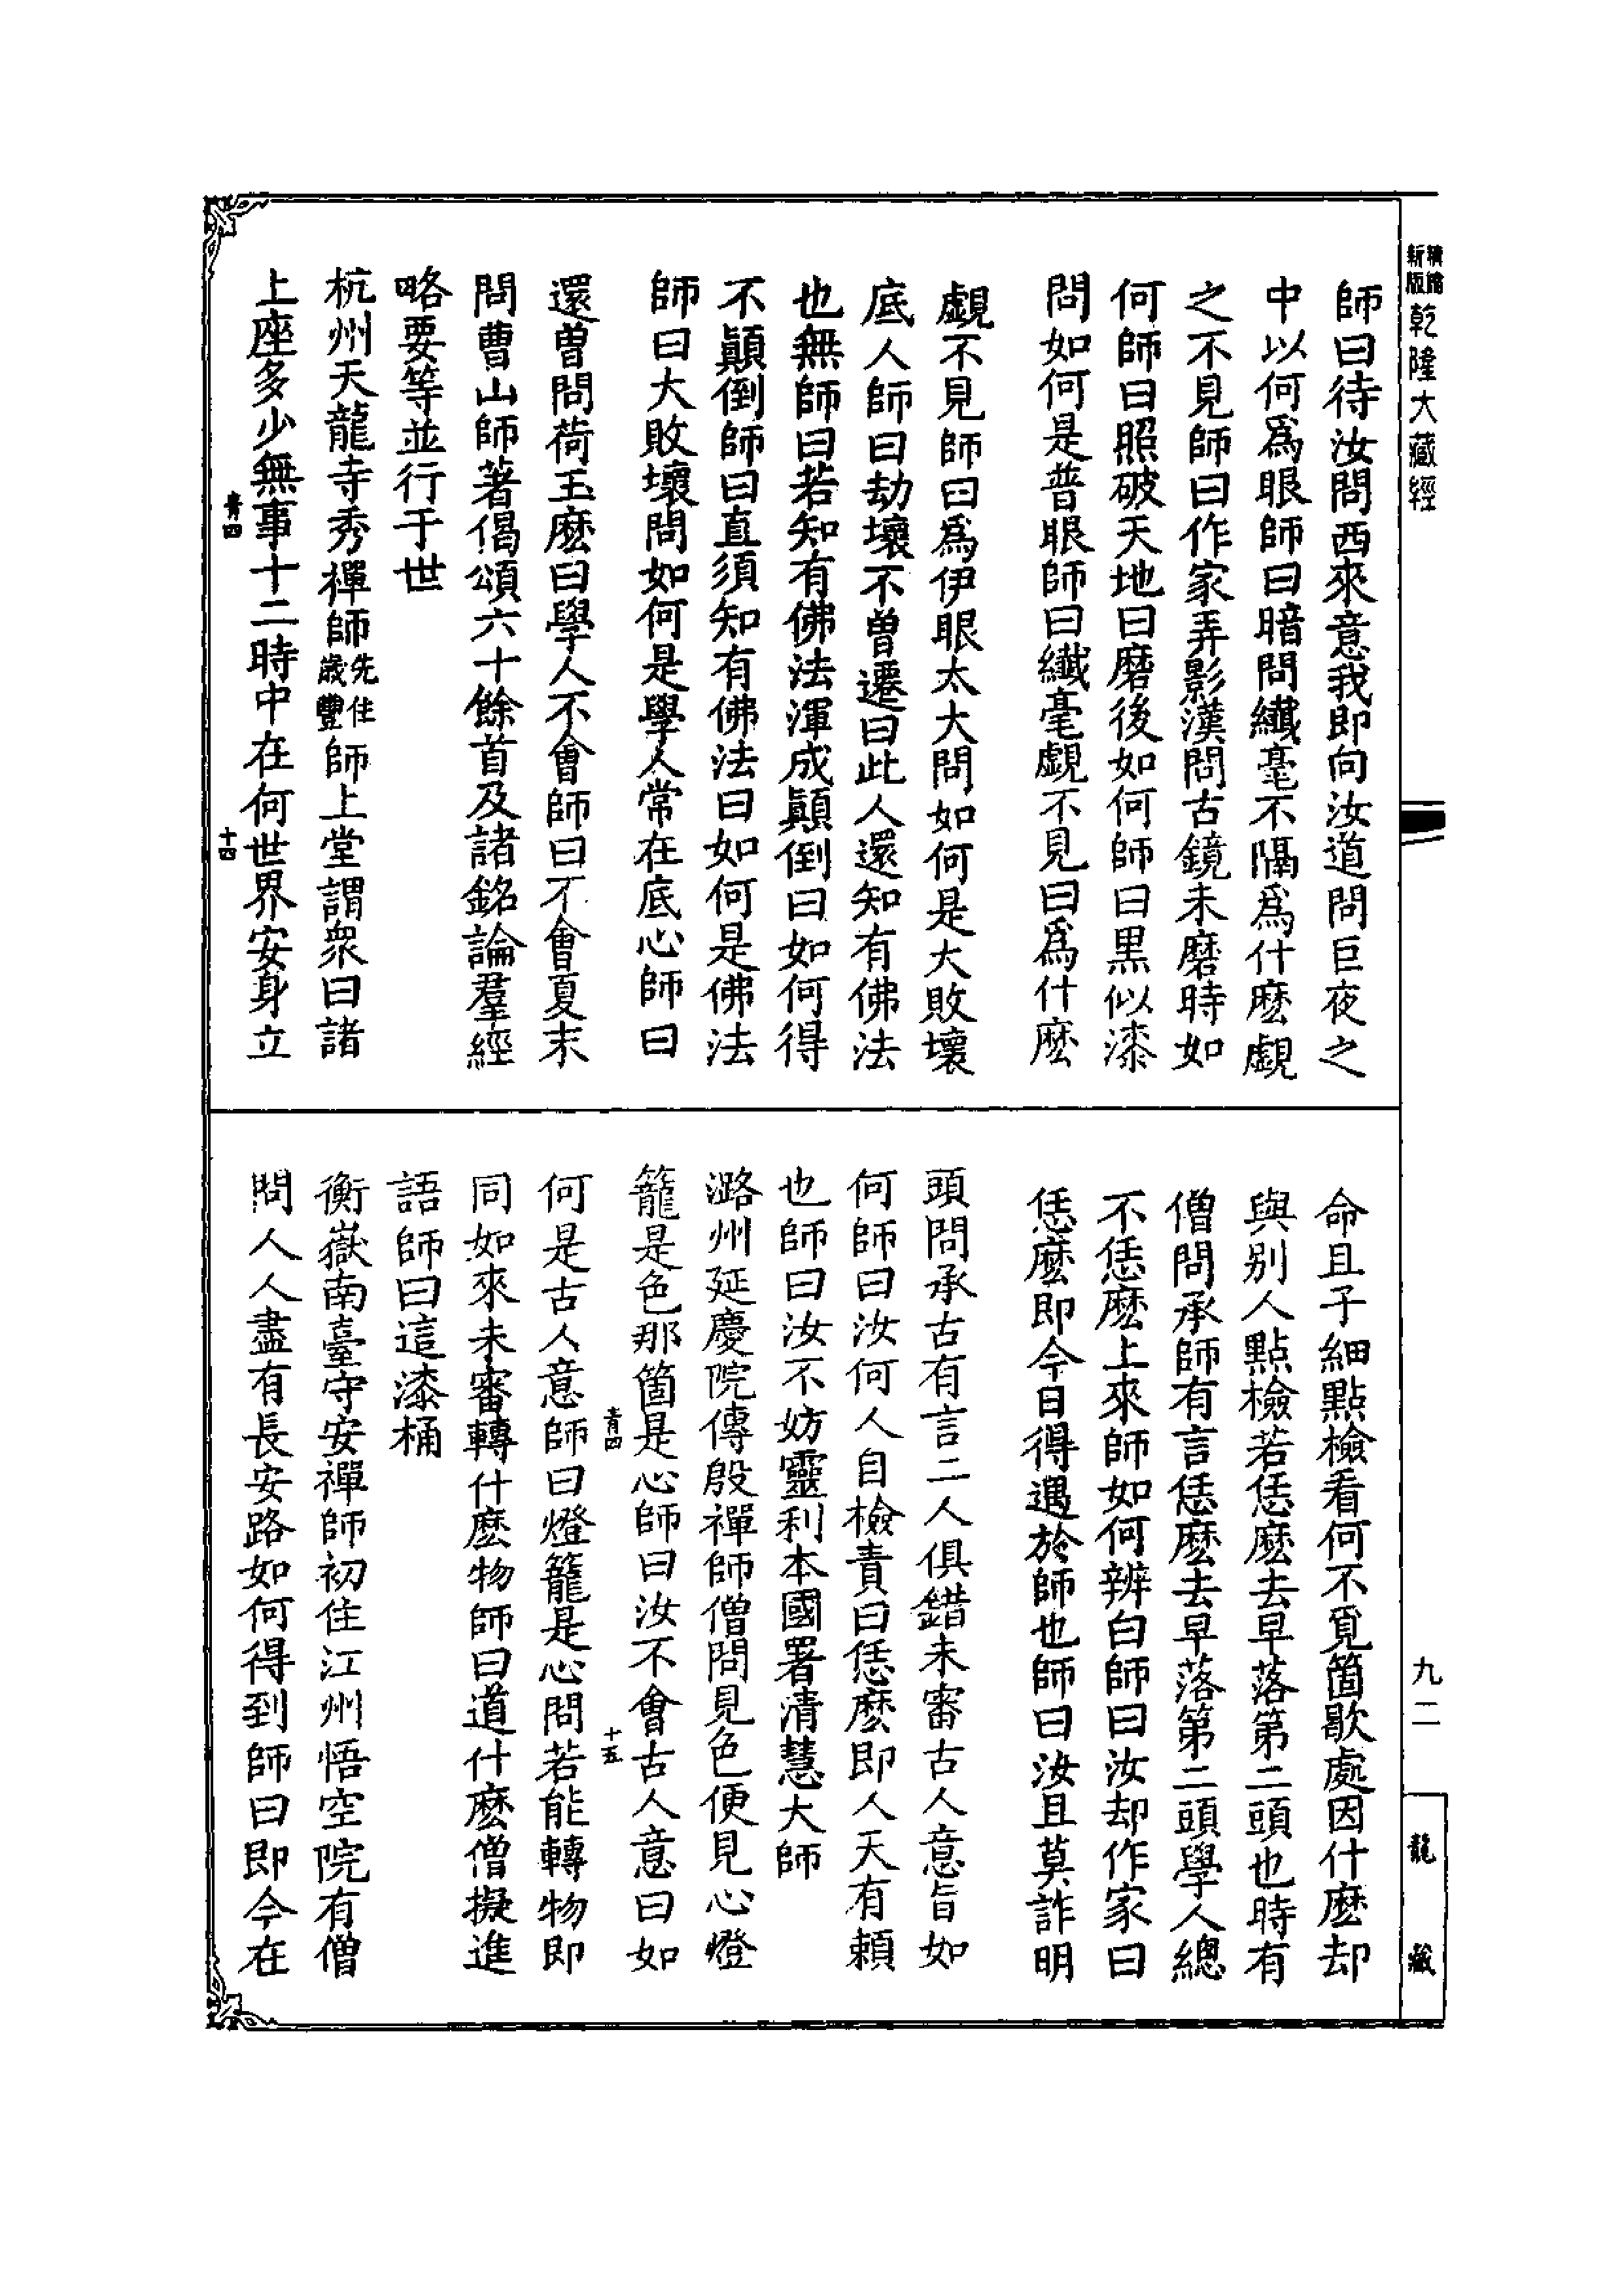 新版
續繪
乾隆大藏經
師曰待汝問西來意我即向汝道問巨夜之
中以何爲眼師曰暗問纖毫不隔爲什麽覷
之不見師曰作家弄影漢問古鏡未磨時如
何師曰照破天地曰磨後如何師曰黑似漆
問如何是普眼師曰纖毫覷不見曰爲什麽
覷不見師曰爲伊眼太大問如何是大敗壞
底人師曰劫壞不曾遷曰此人還知有佛法
也無師曰若知有佛法渾成顚倒曰如何得
不顚倒師曰直須知有佛法曰如何是佛法
師曰大敗壞問如何是學人常在底心師曰
還曾問荷玉麽曰學人不會師曰不會夏末
問曹山師著偈頌六十餘首及諸銘論羣經
略要等並行于世
杭州天龍寺秀禪師先住歲豐師上堂謂衆曰諸
上座多少無事十二時中在何世界安身立
青四
十四
命且子細點檢看何不覓箇歇處因什麽却
與别人點檢若恁麽去早落第二頭也時有
僧問承師有言恁麽去早落第二頭學人總
不恁麽上來師如何辨白師曰汝却作家曰
恁麽即今日得遇於師也師曰汝且莫詐明
頭問承古有言二人俱錯未審古人意旨如
何師曰汝何人自檢責曰恁麽即人天有賴
也師曰汝不妨靈利本國署清慧大師
潞州延慶院傳殷禪師僧問見色便見心燈
籠是色那箇是心師曰汝不會古人意曰如
青四
十五
何是古人意師曰燈籠是心問若能轉物即
同如來未審轉什麽物師曰道什麽僧擬進
語師曰這漆桶
衡嶽南臺守安禪師初住江州悟空院有僧
問人人盡有長安路如何得到師曰即今在
九二
龍藏